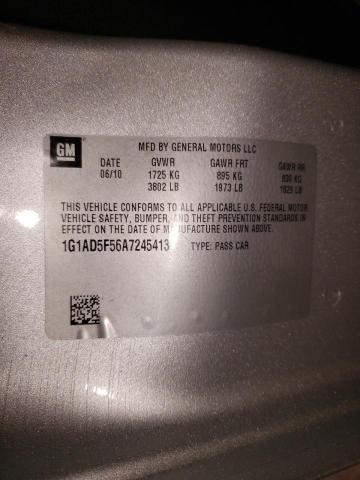 GM
MFD BY GENERAL MOTORS LLC
DATE GVWR GAWR FRT GAWR RR
06/10 1725 KG 895 KG 830 KG
3802 LB 1973 LB 1829 LB
THIS VEHICLE CONFORMS TO ALL APPLICABLE U.S. FEDERAL MOTOR
VEHICLE SAFETY, BUMPER, AND THEFT PREVENTION STANDARDS IN
EFFECT ON THE DATE OF MANUFACTURE SHOWN ABOVE.
1G1AD5F56A7245413 TYPE: PASS CAR